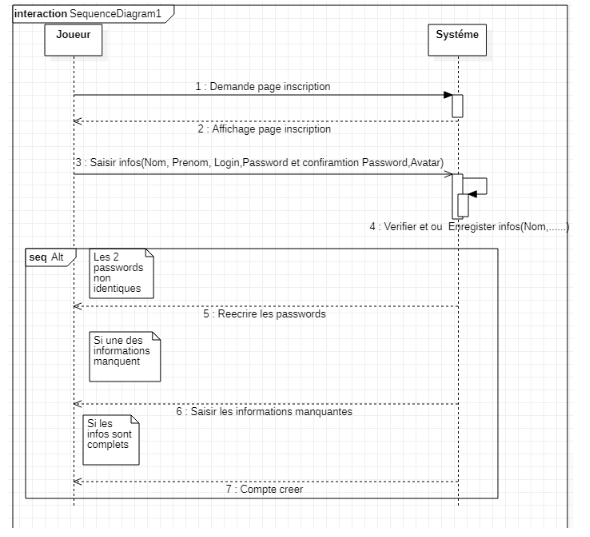 interaction SequenceDiagram1
Joueur
Systéme
1 : Demande page inscription
2 : Affichage page inscription
3 : Saisir infos(Nom, Prenom, Login,Password et confiramtion Password,Avatar)
4 : Verifier et ou Enregister infos(Nom,......)
seq Alt
Les 2
passwords
non
identiques
5 : Reecrire les passwords
Si une des
informations
manquent
6 : Saisir les informations manquantes
Si les
infos sont
complets
7 : Compte creer